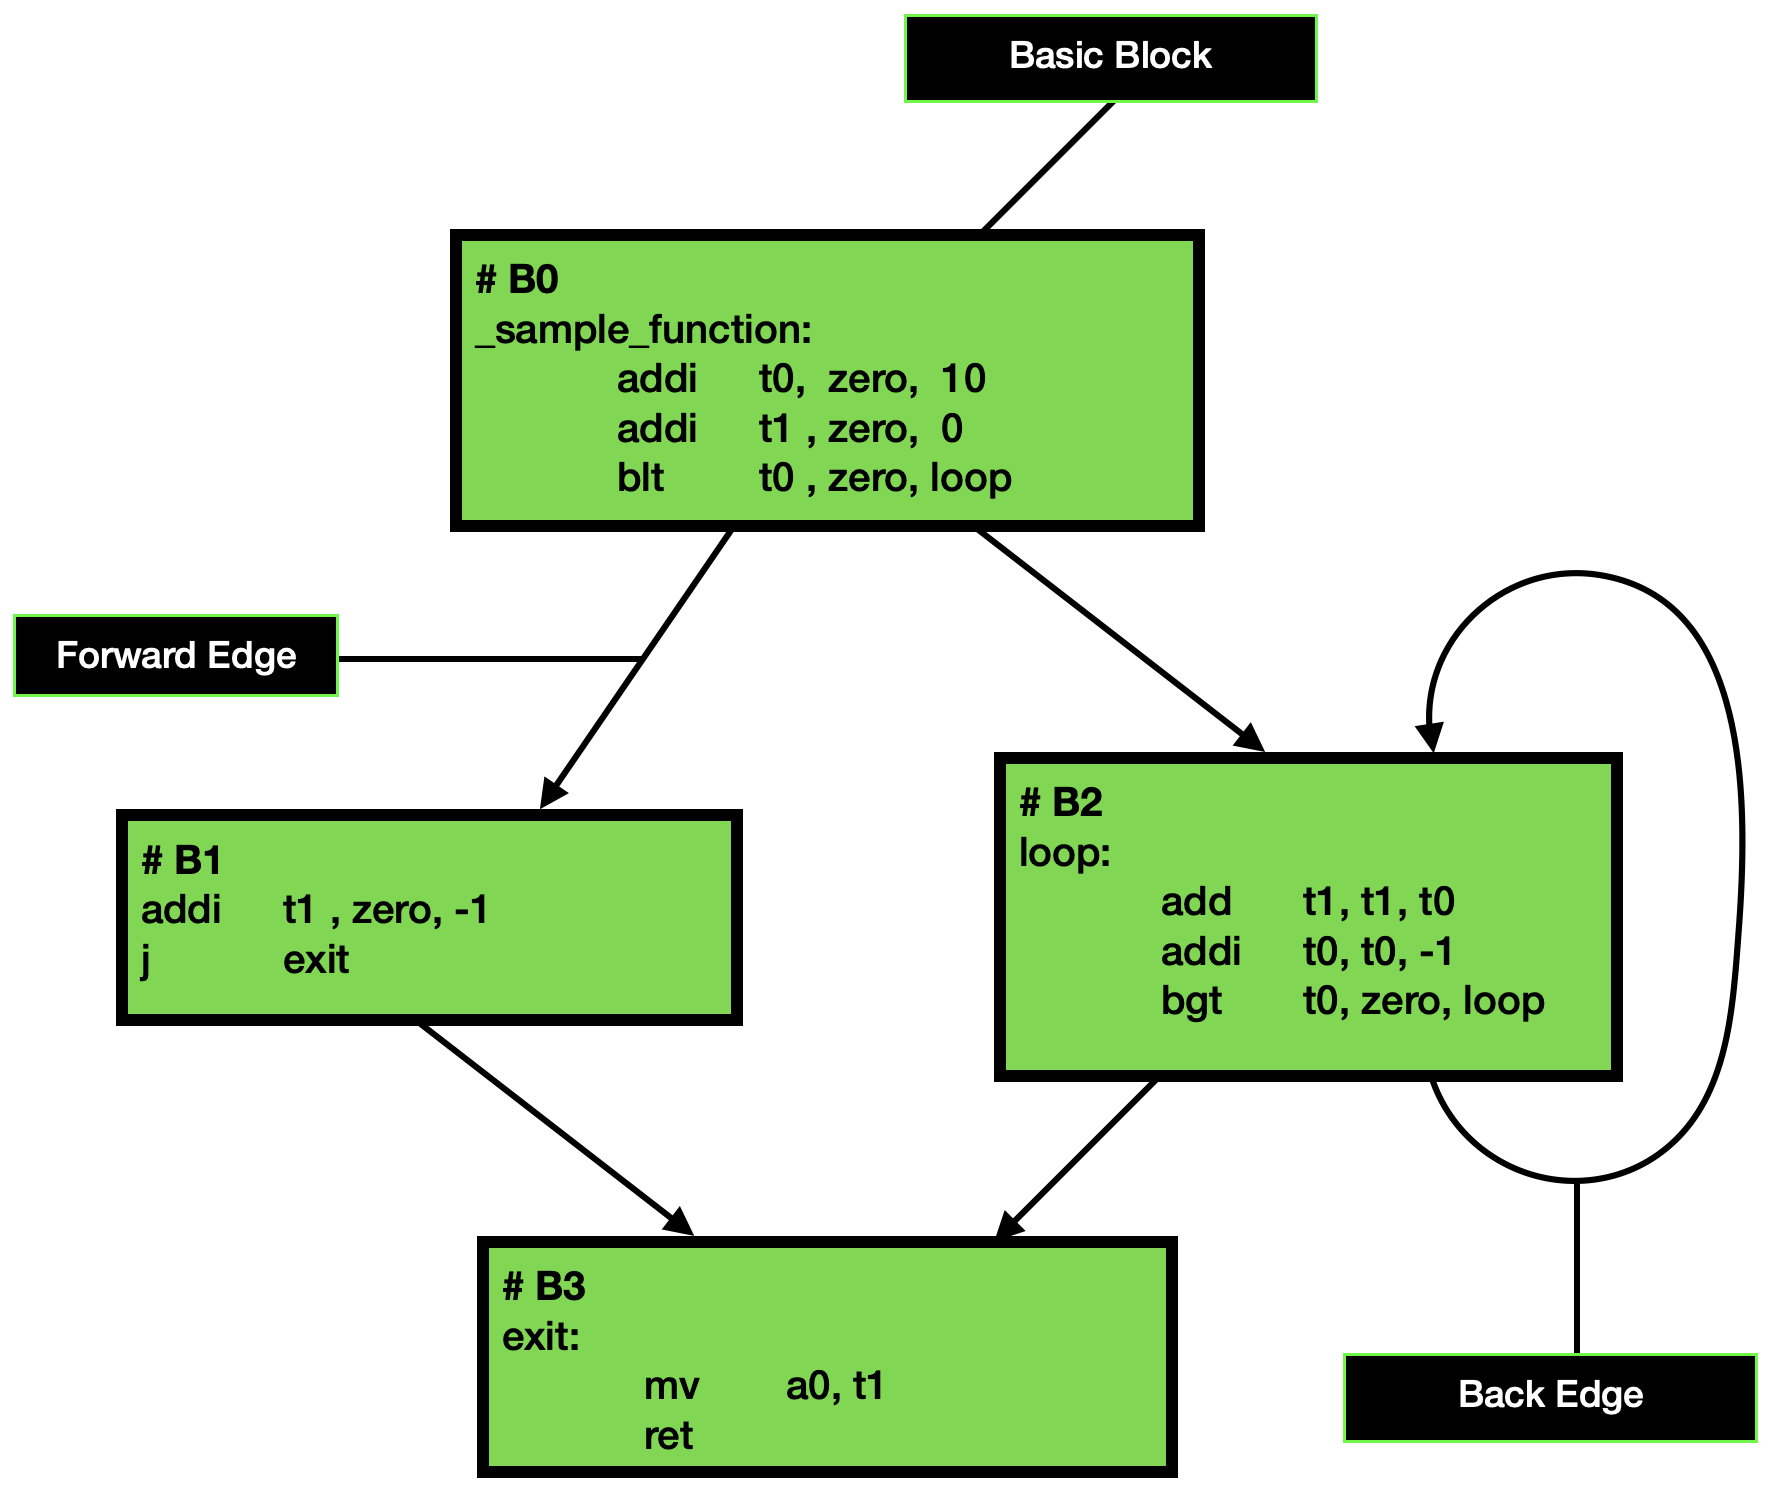 Basic Block
# B0
_sample_function:
addi t0, zero, 10
addi t1 , zero, 0
blt t0 , zero, loop
Forward Edge
# B1
addi t1 , zero, -1
j exit
# B2
loop:
add t1, t1, t0
addi t0, t0, -1
bgt t0, zero, loop
# B3
exit:
mv a0, t1
ret
Back Edge